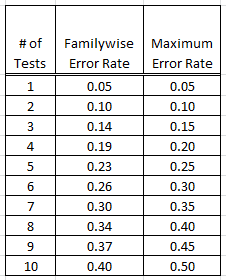 # of Familywise Maximum
Tests Error Rate Error Rate
1 0.05 0.05
2 0.10 0.10
3 0.14 0.15
4 0.19 0.20
5 0.23 0.25
6 0.26 0.30
7 0.30 0.35
8 0.34 0.40
9 0.37 0.45
10 0.40 0.50